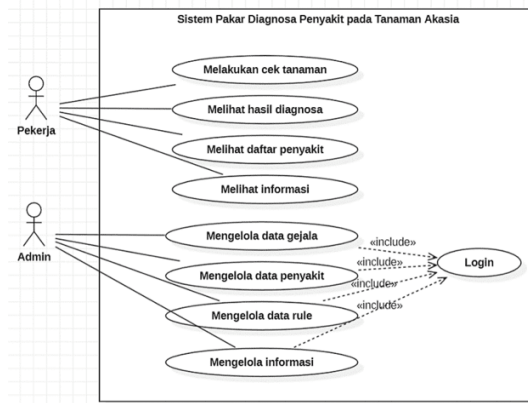 Sistem Pakar Diagnosa Penyakit pada Tanaman Akasia
Melakukan cek tanaman
Melihat hasil diagnosa
Pekerja
Melihat daftar penyakit
Melihat informasi
Mengelola data gejala
«include»
Admin
«include»
Login
Mengelola data penyakit
«include»
Mengelola data rule
«include»
Mengelola informasi